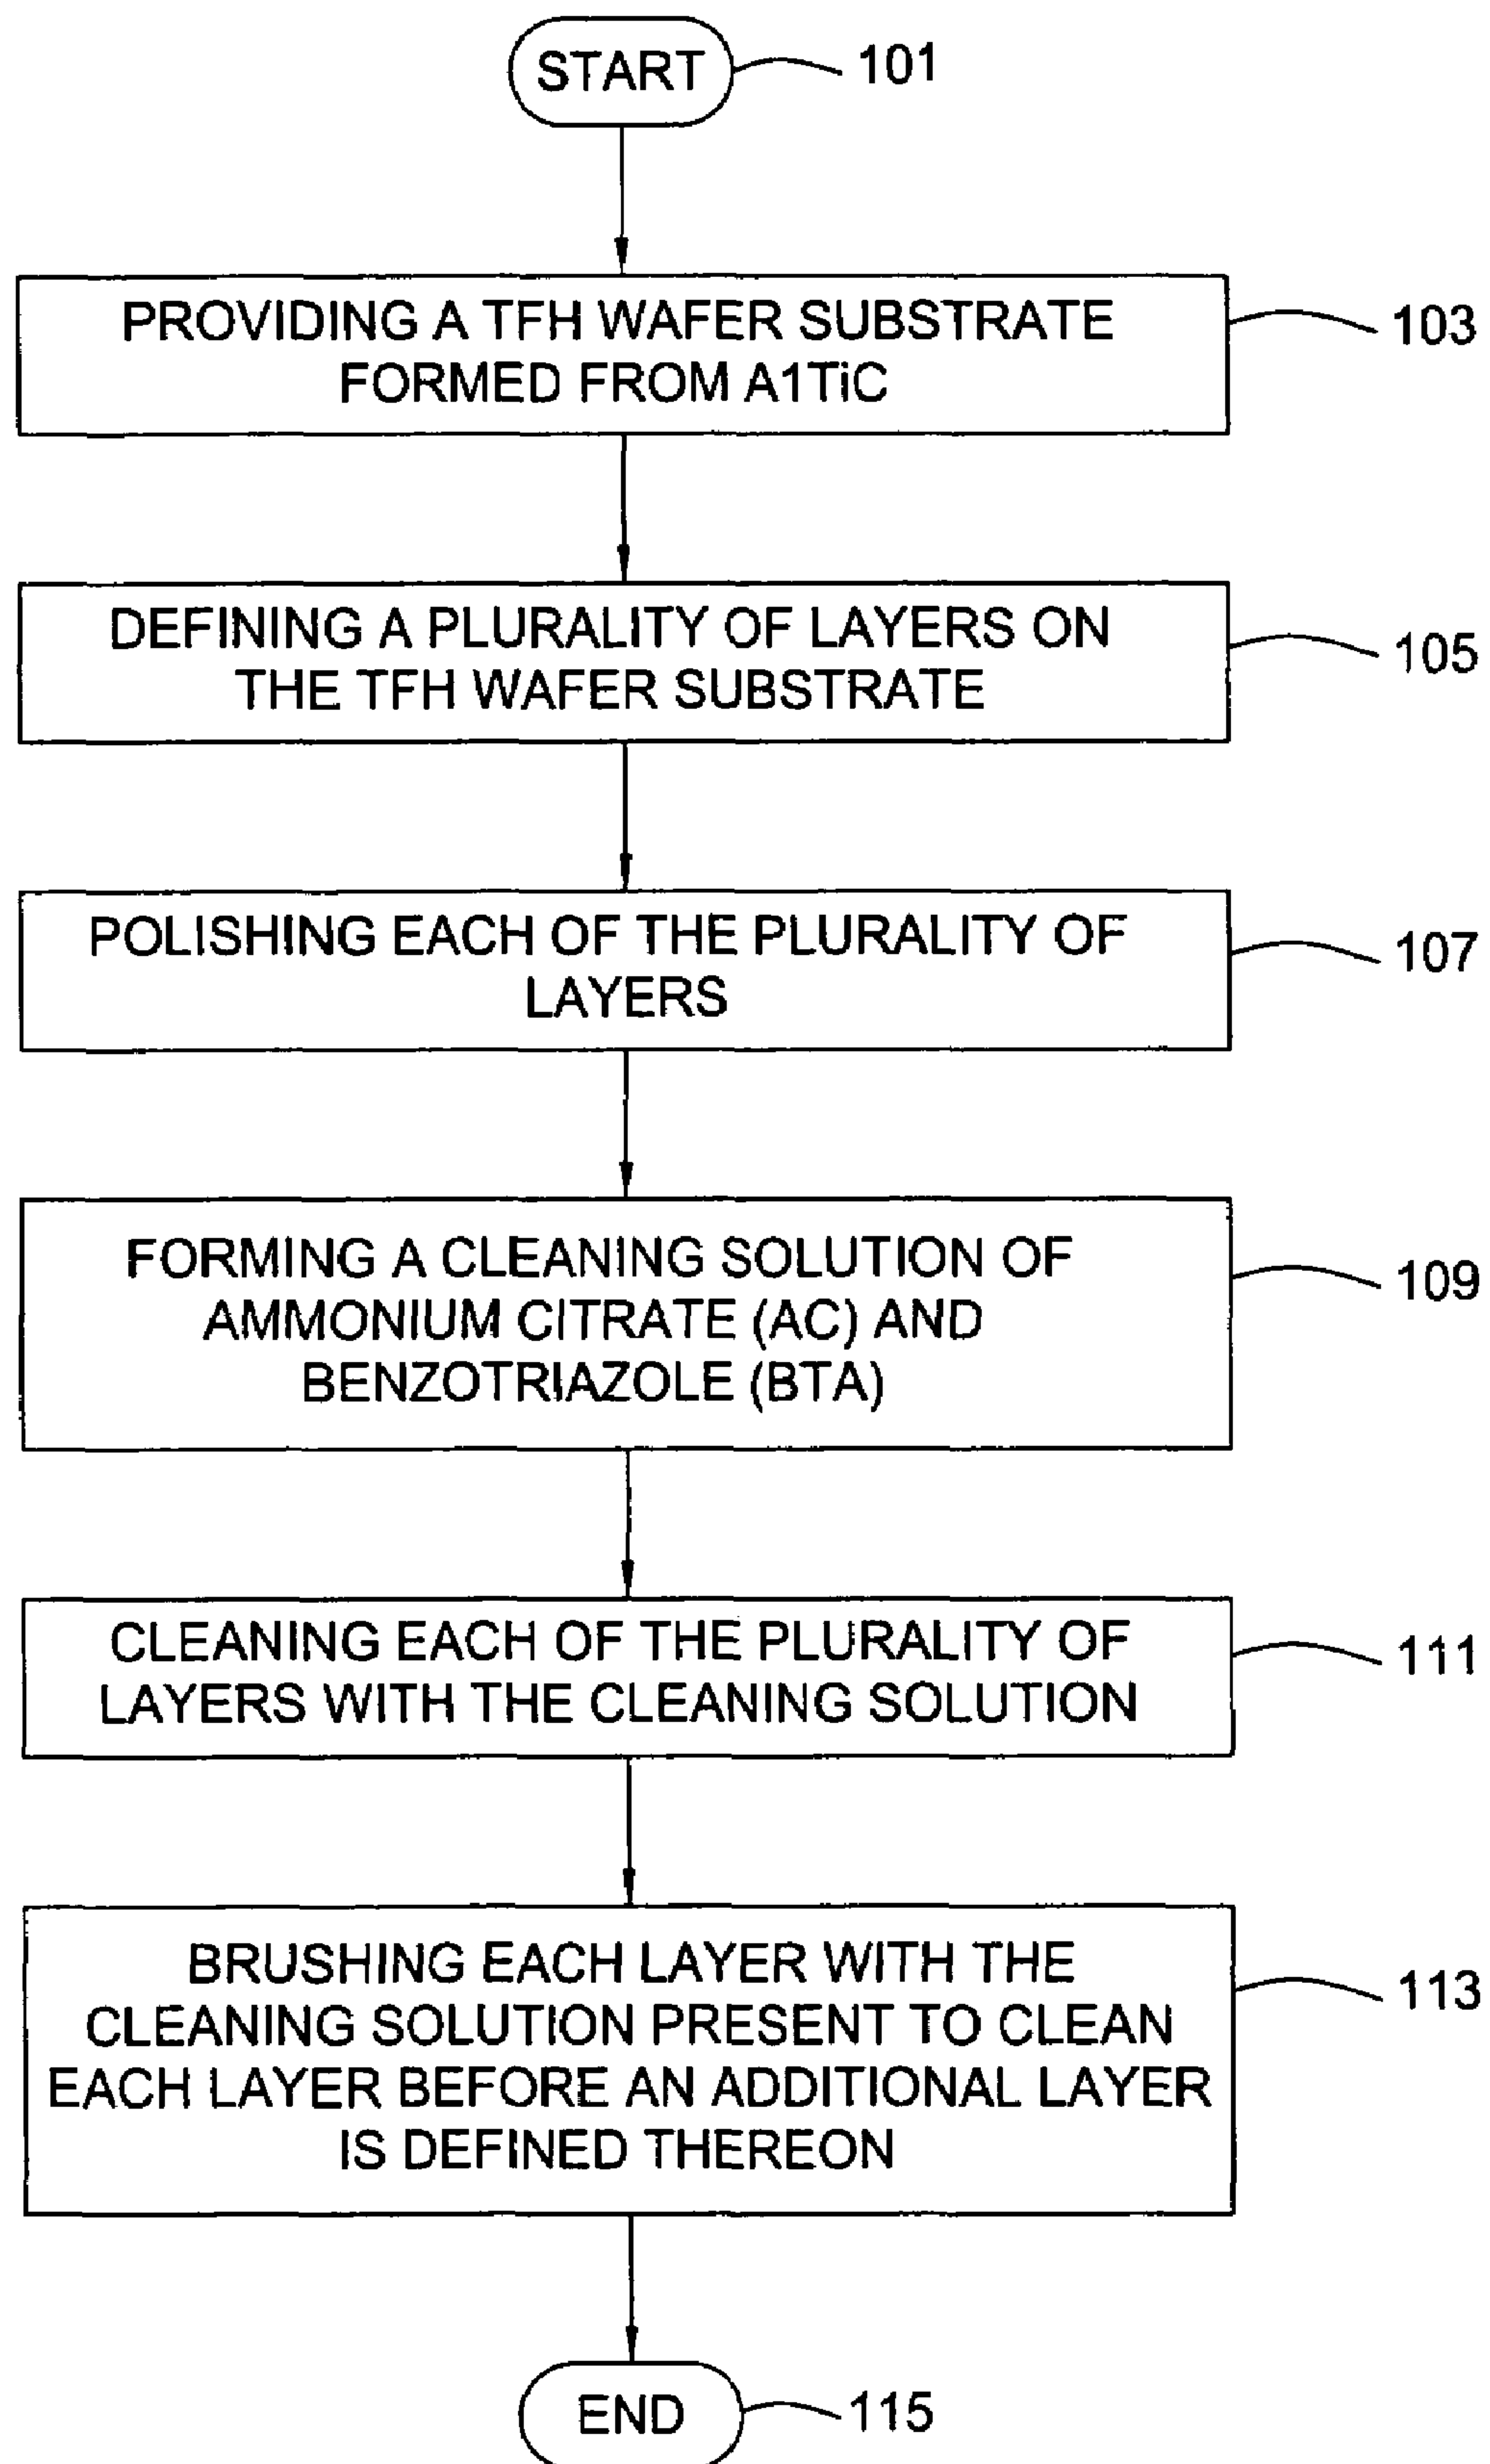 START
101
PROVIDING A TFH WAFER SUBSTRATE
FORMED FROM A1TiC
103
DEFINING A PLURALITY OF LAYERS ON
THE TFH WAFER SUBSTRATE
105
POLISHING EACH OF THE PLURALITY OF
LAYERS
107
FORMING A CLEANING SOLUTION OF
AMMONIUM CITRATE (AC) AND
BENZOTRIAZOLE (BTA)
109
CLEANING EACH OF THE PLURALITY OF
LAYERS WITH THE CLEANING SOLUTION
111
BRUSHING EACH LAYER WITH THE
CLEANING SOLUTION PRESENT TO CLEAN
EACH LAYER BEFORE AN ADDITIONAL LAYER
IS DEFINED THEREON
113
END
115